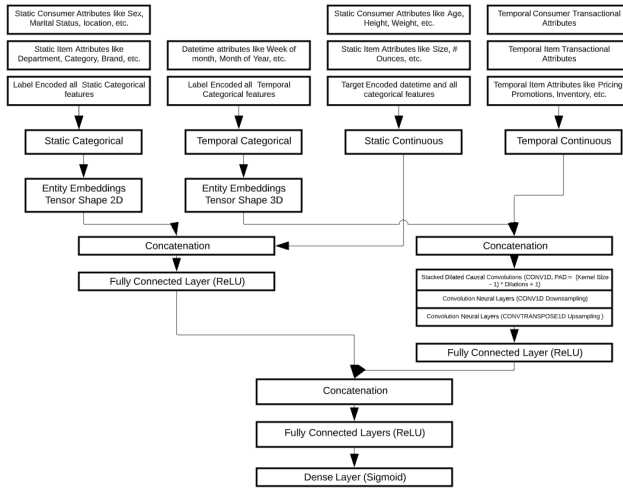 Static Consumer Attributes like Sex,
Marital Status, location, etc.
Static Consumer Attributes like Age,
Height, Weight, etc.
Temporal Consumer Transactional
Attributes
Static Item Attributes like
Department, Category, Brand, etc.
Datetime attributes like Week of
month, Month of Year, etc.
Static Item Attributes like Size, #
Ounces, etc.
Temporal Item Transactional
Attributes
Label Encoded all Static Categorical
features
Label Encoded all Temporal
Categorical features
Target Encoded datetime and all
categorical features
Temporal Item Attributes like Pricing,
Promotions, Inventory, etc.
Static Categorical
Temporal Categorical
Static Continuous
Temporal Continuous
Entity Embeddings
Tensor Shape 2D
Entity Embeddings
Tensor Shape 3D
Concatenation
Concatenation
Fully Connected Layer (ReLU)
Stacked Dilated Causal Convolutions (CONV1D, PAD = (Kernel Size
- 1) * Dilations + 1)
Convolution Neural Layers (CONV1D Downsampling)
Convolution Neural Layers (CONVTRANSPOSE1D Upsampling )
Fully Connected Layer (ReLU)
Concatenation
Fully Connected Layers (ReLU)
Dense Layer (Sigmoid)